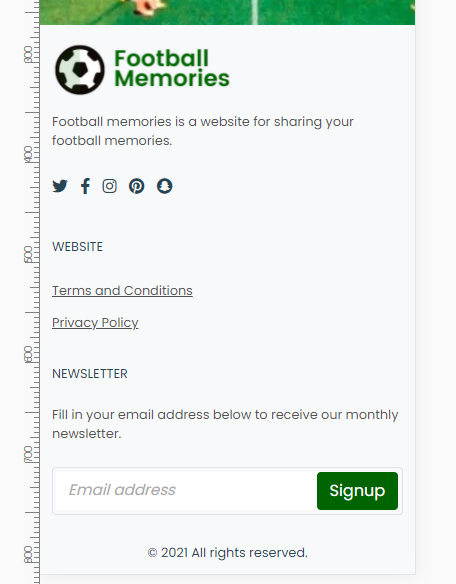 300
Football
Memories
Football memories is a website for sharing your
football memories.
400
WEBSITE
500
Terms and Conditions
Privacy Policy
600
NEWSLETTER
Fill in your email address below to receive our monthly
newsletter.
700
Email address
Signup
800
© 2021 All rights reserved.